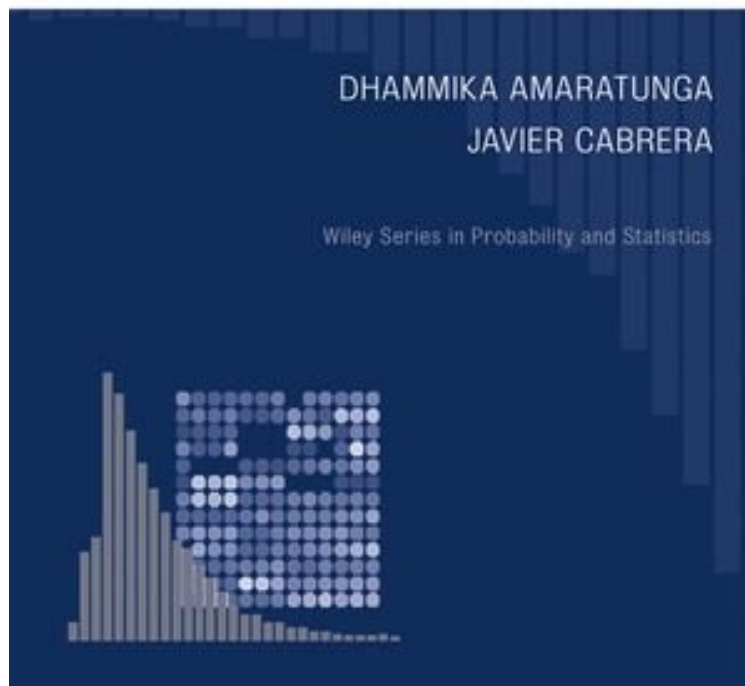 DHAMMIKA AMARATUNGA
JAVIER CABRERA
Wiley Series in Probability and Statistics